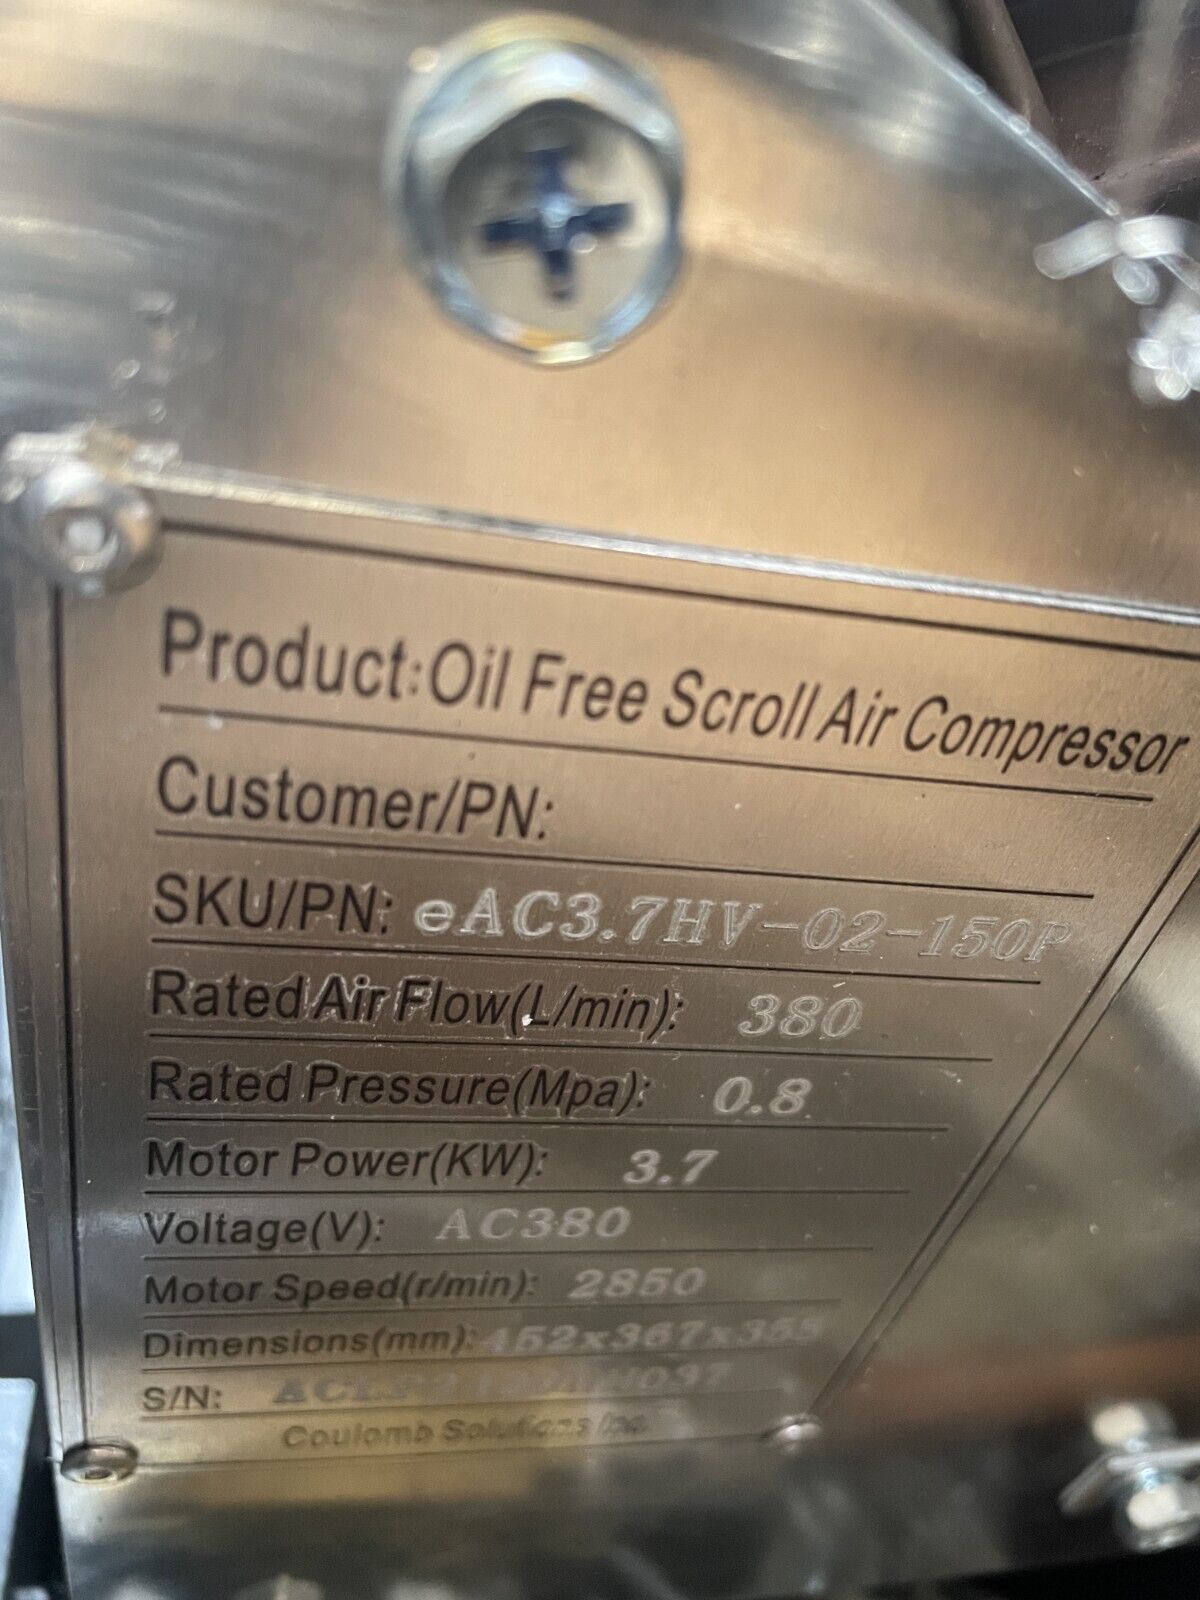 Product: Oil Free Scroll Air Compressor
Customer/PN:
SKU/PN: eAC3.7HV-02-150P
Rated Air Flow(L/min): 380
Rated Pressure(Mpa): 0.8
Motor Power(KW): 3.7
Voltage(V): AC380
Motor Speed(r/min): 2850
Dimensions(mm):
S/N:
Coulomb Solutions Inc.